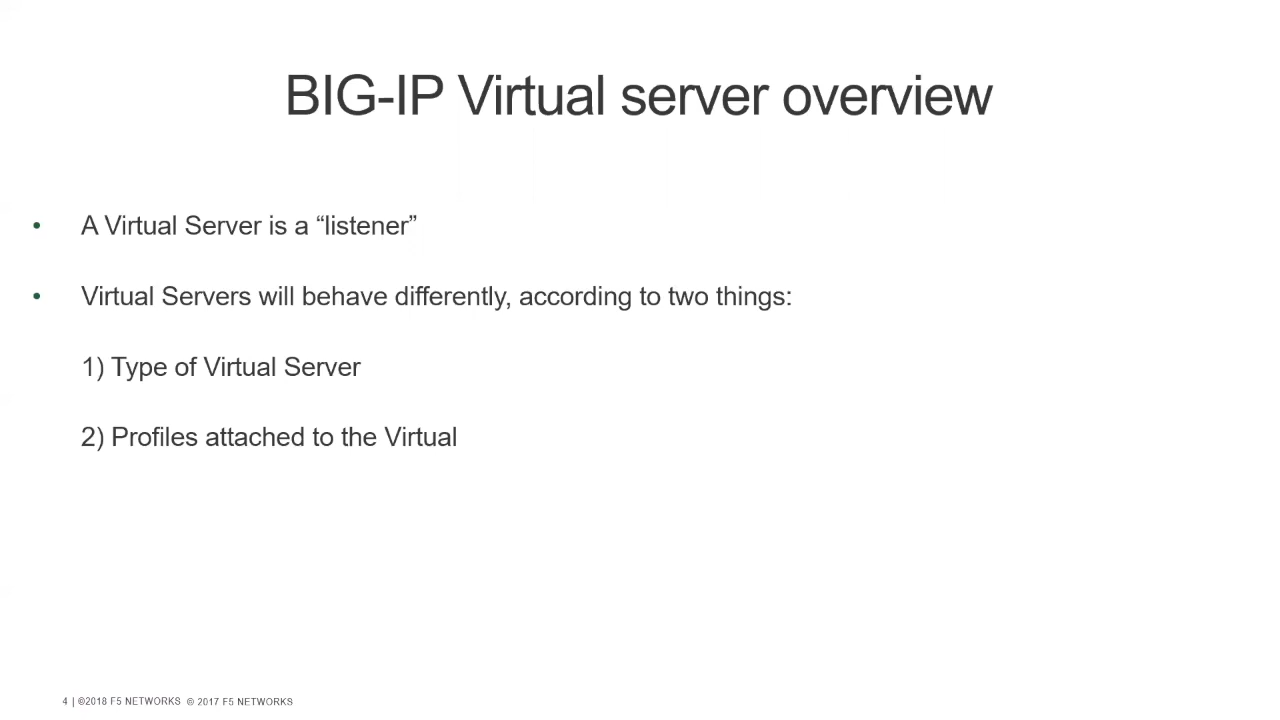 BIG-IP Virtual server overview
• A Virtual Server is a “listener”
• Virtual Servers will behave differently, according to two things:
1) Type of Virtual Server
2) Profiles attached to the Virtual
4 | ©2018 F5 NETWORKS © 2017 F5 NETWORKS